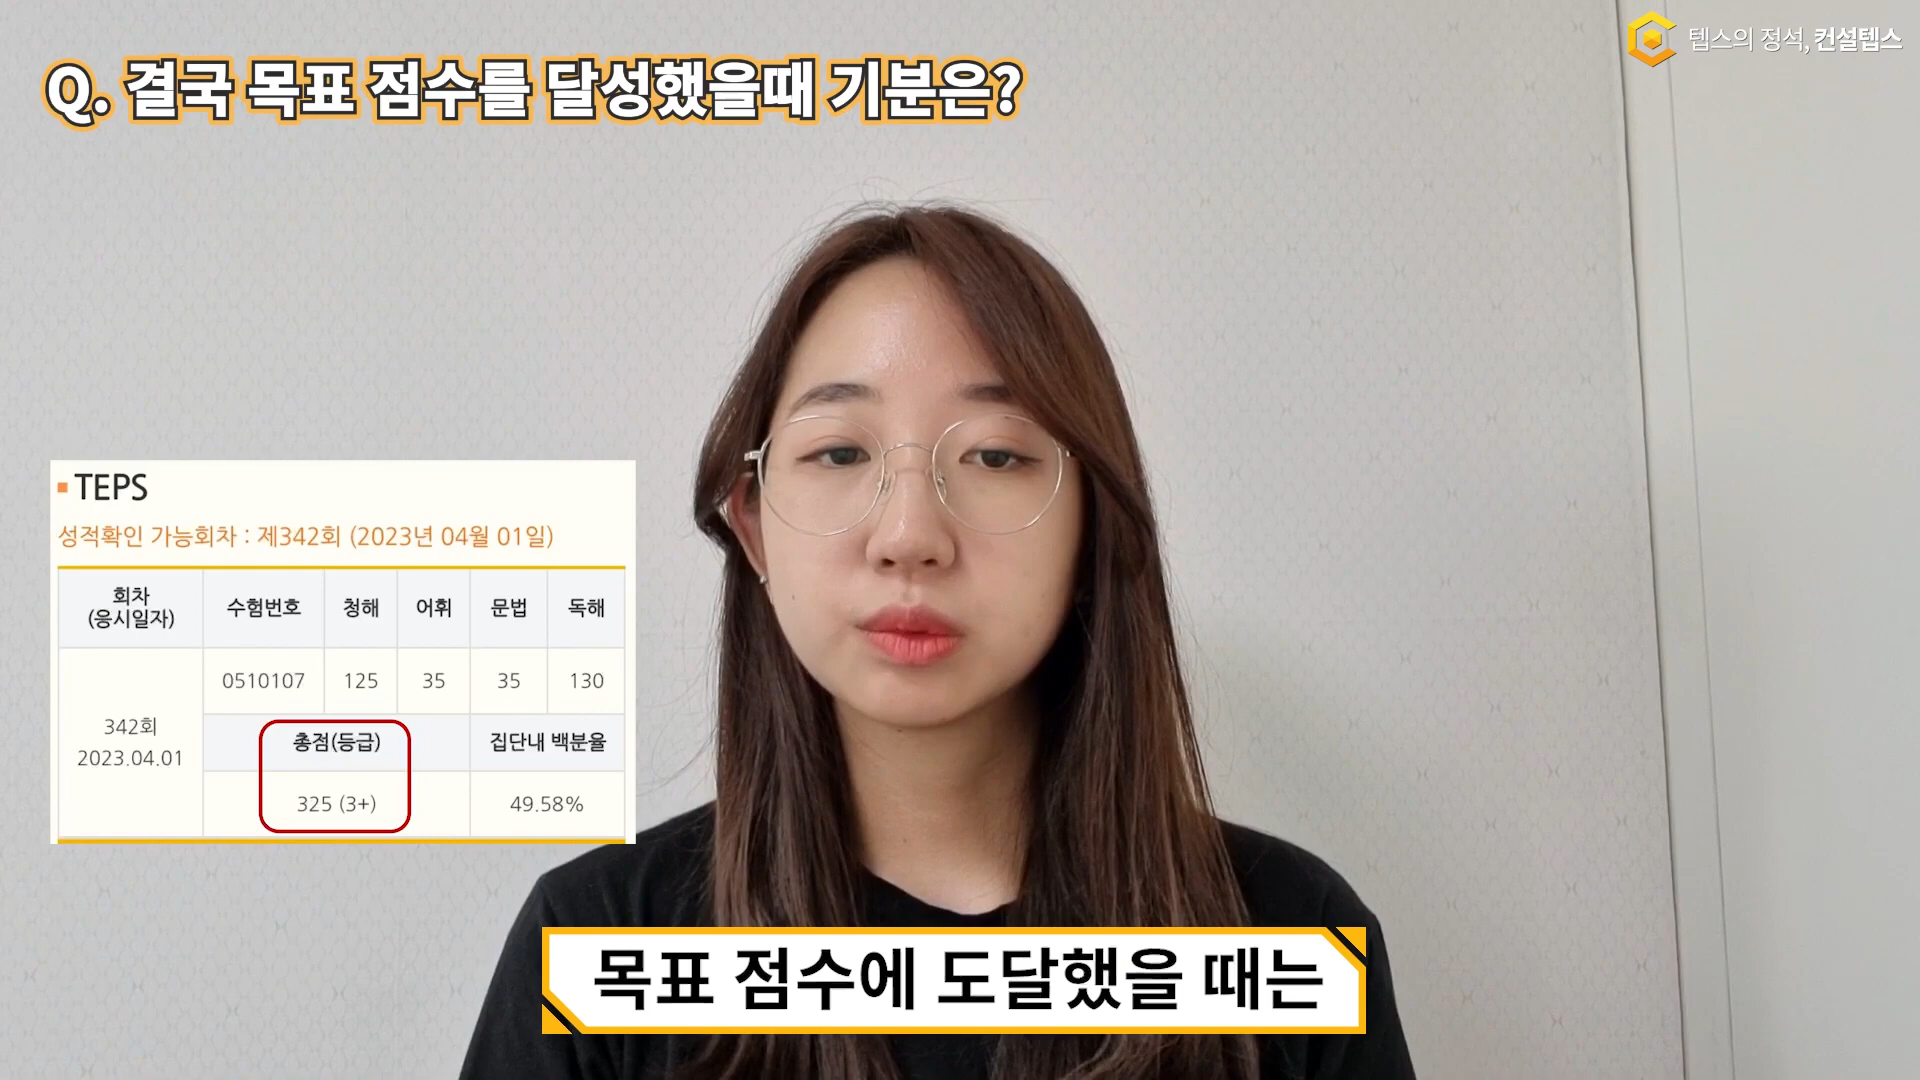 텝스의 정석, 컨설텝스
Q. 결국 목표 점수를 달성했을때 기분은?
TEPS
성적확인 가능회차 : 제342회 (2023년 04월 01일)
회차
(응시일자)
수험번호
청해
어휘
문법
독해
342회
2023.04.01
0510107
125
35
35
130
총점(등급)
집단내 백분율
325 (3+)
49.58%
목표 점수에 도달했을 때는